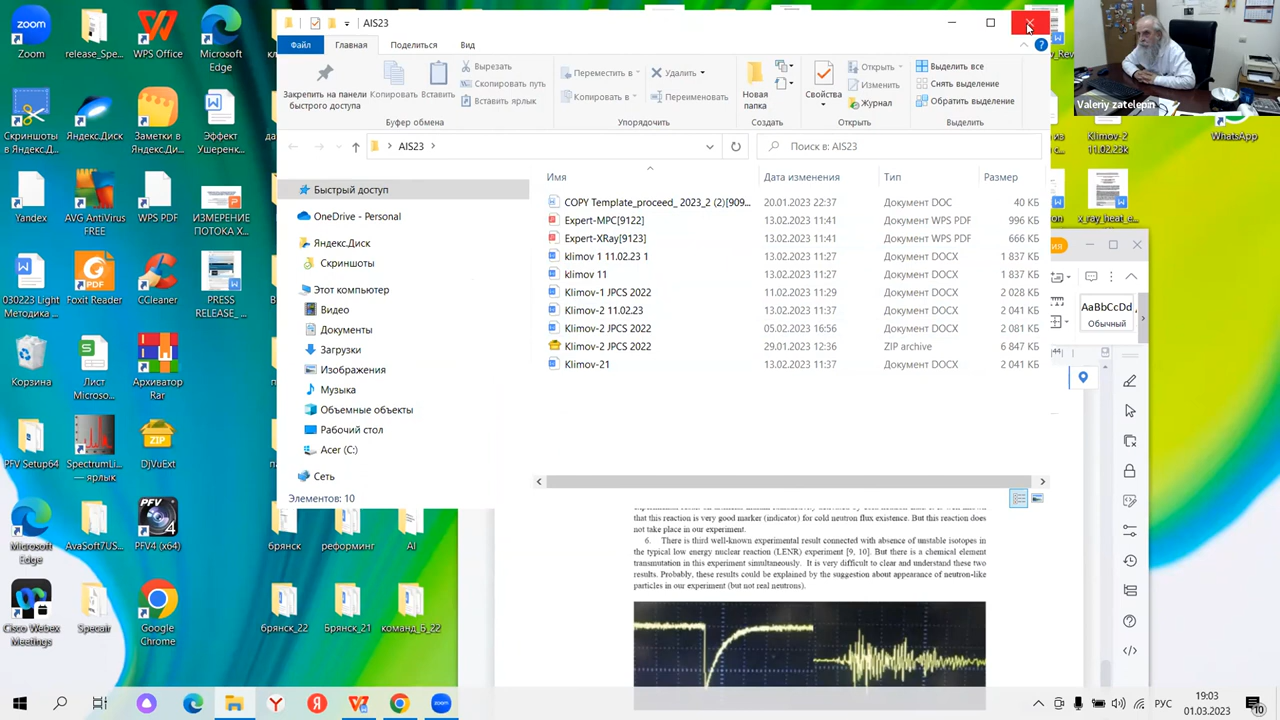 AIS23
Файл
Главная
Поделиться
Вид
Закрепить на панели
быстрого доступа
Копировать
Вставить
Вырезать
Скопировать путь
Вставить ярлык
Буфер обмена
Переместить в
Копировать в
Удалить
Переименовать
Упорядочить
Новая
папка
Создать
Свойства
Открыть
Изменить
Журнал
Открыть
Выделить все
Снять выделение
Обратить выделение
Выделить
AIS23
Поиск в: AIS23
Имя
Дата изменения
Тип
Размер
COPY Template_proceed_ 2023_2 (2)[909... 20.01.2023 22:37 Документ DOC 40 КБ
Expert-MPC[9122] 13.02.2023 11:41 Документ WPS PDF 996 КБ
Expert-XRay[9123] 13.02.2023 11:41 Документ WPS PDF 666 КБ
klimov 1 11.02.23 1 13.02.2023 11:27 Документ DOCX 1 837 КБ
klimov 11 13.02.2023 11:27 Документ DOCX 1 837 КБ
Klimov-1 JPCS 2022 11.02.2023 11:29 Документ DOCX 2 028 КБ
Klimov-2 11.02.23 13.02.2023 11:37 Документ DOCX 2 041 КБ
Klimov-2 JPCS 2022 05.02.2023 16:56 Документ DOCX 2 081 КБ
Klimov-2 JPCS 2022 29.01.2023 12:36 ZIP archive 6 847 КБ
Klimov-21 13.02.2023 11:37 Документ DOCX 2 041 КБ
Быстрый доступ
OneDrive - Personal
Яндекс.Диск
Скриншоты
Этот компьютер
Видео
Документы
Загрузки
Изображения
Музыка
Объемные объекты
Рабочий стол
Acer (C:)
Сеть
Элементов: 10
Zoom
release_Spe...
WPS Office
Microsoft
Edge
Скриншоты
в Яндекс.Д...
Яндекс.Диск
Заметки в
Яндекс.Д...
Эффект
Ушеренк...
Yandex
AVG AntiVirus
FREE
WPS PDF
ИЗМЕРЕНИЕ
ПОТОКА Х...
030223 Light
Методика ...
Foxit Reader
CCleaner
PRESS
RELEASE_ ...
Корзина
Лист
Microso...
Архиватор
Rar
PFV Setup64
SpectrumLi...
— ярлык
ZIP
DjVuExt
Microsoft
Edge
AvaSoft7US...
PFV
PFV4 (x64)
брянск
реформинг
AI
Cisco Webex
Meetings
Specair
Google
Chrome
брянск_22
Брянск_21
команд_Б_22
Valeriy zatelepin
Klimov-2
11.02.23k
WhatsApp
x_ray_heat_e...
AaBbCcDd
Обычный
that this reaction is very good marker (indicator) for cold neutron flux existence. But this reaction does
not take place in our experiment.
6. There is third well-known experimental result connected with absence of unstable isotopes in
the typical low energy nuclear reaction (LENR) experiment [9, 10]. But there is a chemical element
transmutation in this experiment simultaneously. It is very difficult to clear and understand these two
results. Probably, these results could be explained by the suggestion about appearance of neutron-like
particles in our experiment (but not real neutrons).
РУС
19:03
01.03.2023
10